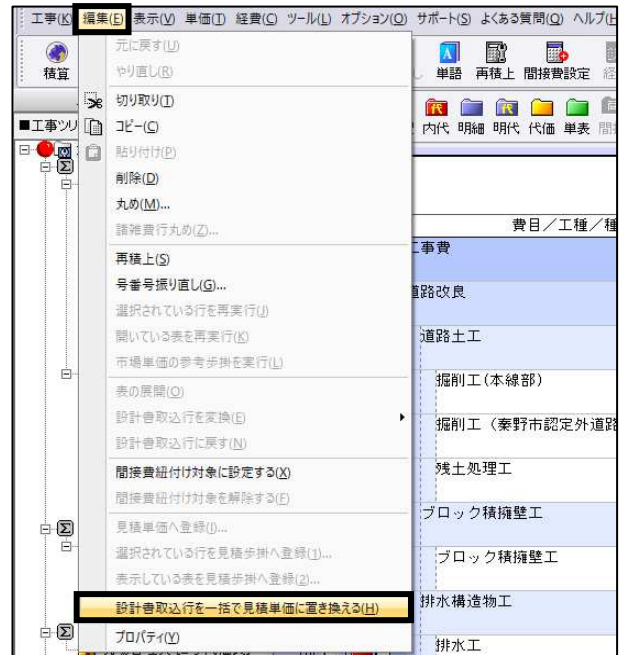 工事(K) 編集(E) 表示(V) 単価(T) 経費(C) ツール(L) オプション(O) サポート(S) よくある質問(Q) ヘルプ(H
積算
単語 再積上 間接費設定 経
■工事ツリ
内代 明細 明代 代価 単表 間
元に戻す(U)
やり直し(R)
切り取り(T)
コピー(C)
貼り付け(P)
削除(D)
丸め(M)...
諸雑費行丸め(Z)...
再積上(S)
号番号振り直し(G)...
選択されている行を再実行(J)
開いている表を再実行(K)
市場単価の参考歩掛を実行(L)
表の展開(O)
設計書取込行を変換(E)
設計書取込行に戻す(N)
間接費紐付け対象に設定する(X)
間接費紐付け対象を解除する(F)
見積単価へ登録(I)...
選択されている行を見積歩掛へ登録(1)...
表示している表を見積歩掛へ登録(2)...
設計書取込行を一括で見積単価に置き換える(H)
プロパティ(Y)
費目/工種/種
工事費
道路改良
道路土工
掘削工(本線部)
掘削工(秦野市認定外道路
残土処理工
ブロック積擁壁工
ブロック積擁壁工
排水構造物工
排水工